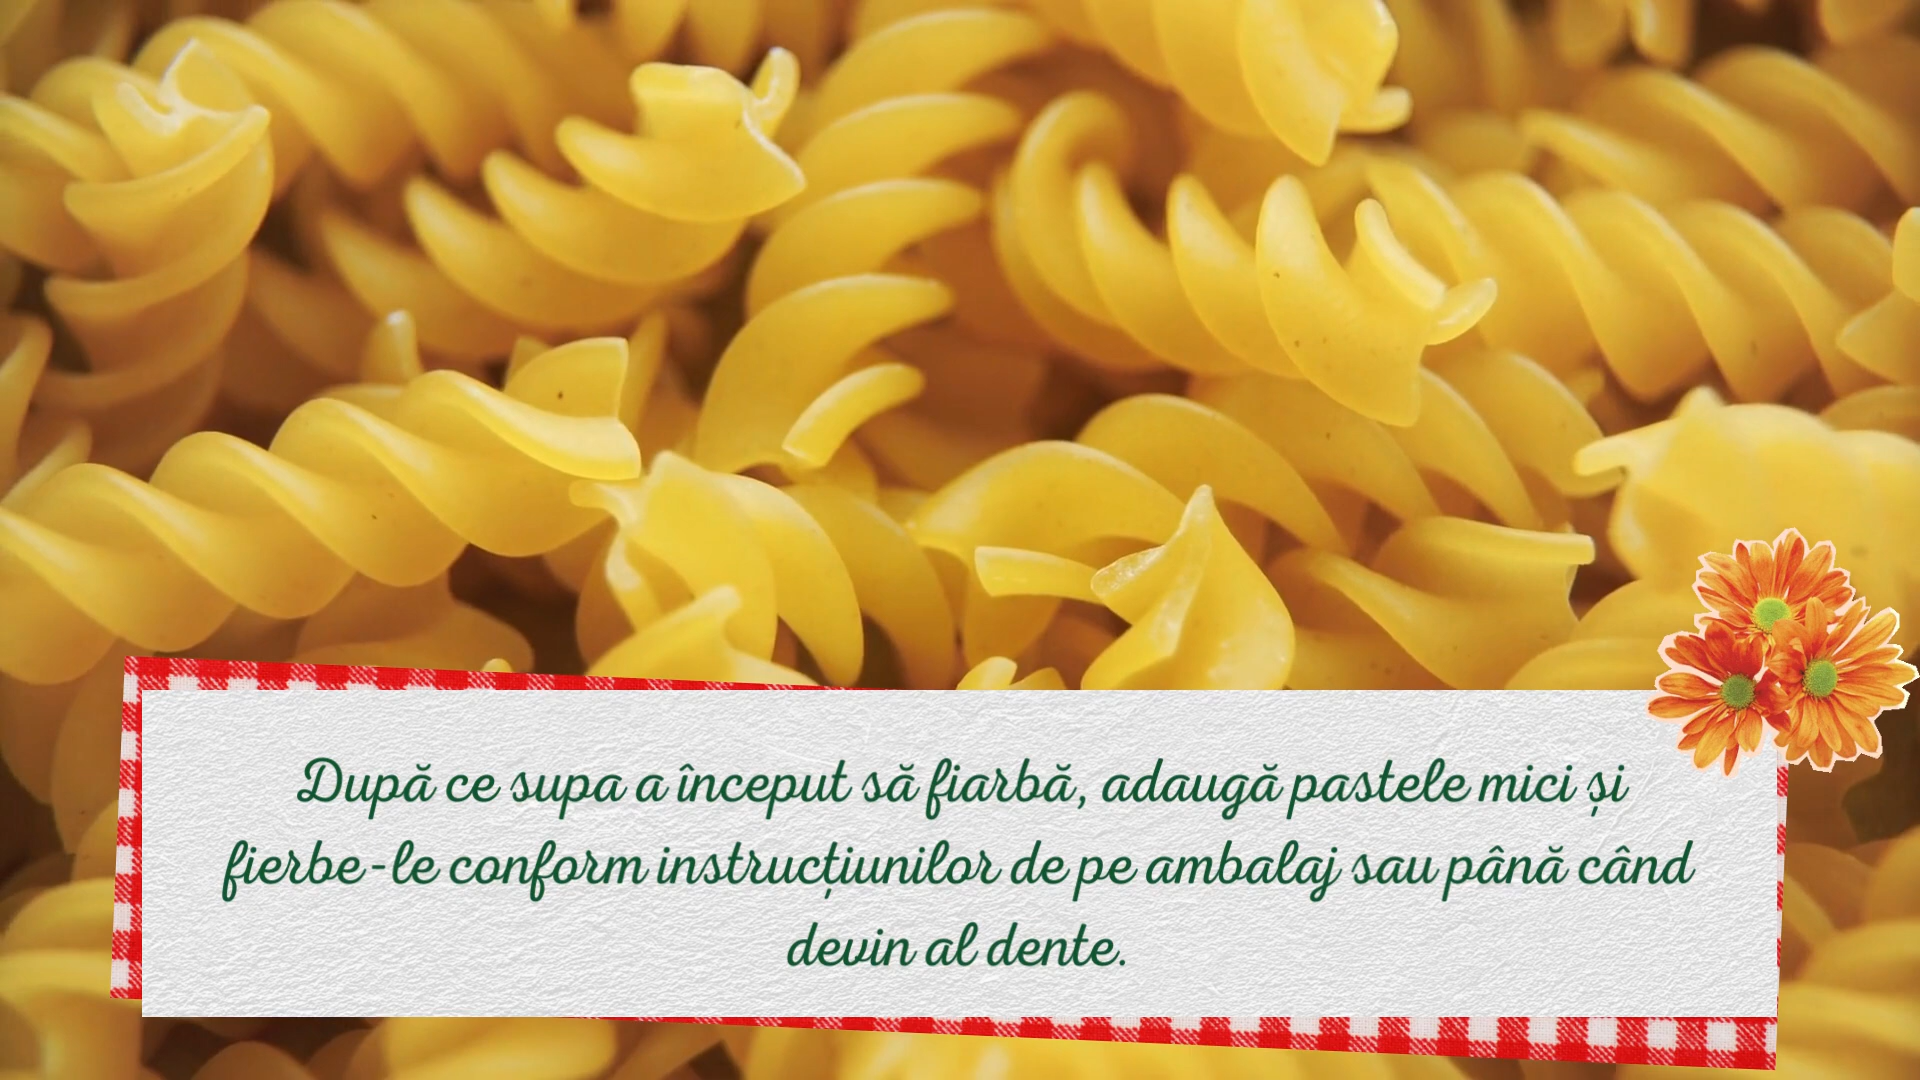 După ce supa a început să fiarbă, adaugă pastele mici și
fierbe-le conform instrucțiunilor de pe ambalaj sau până când
devin al dente.